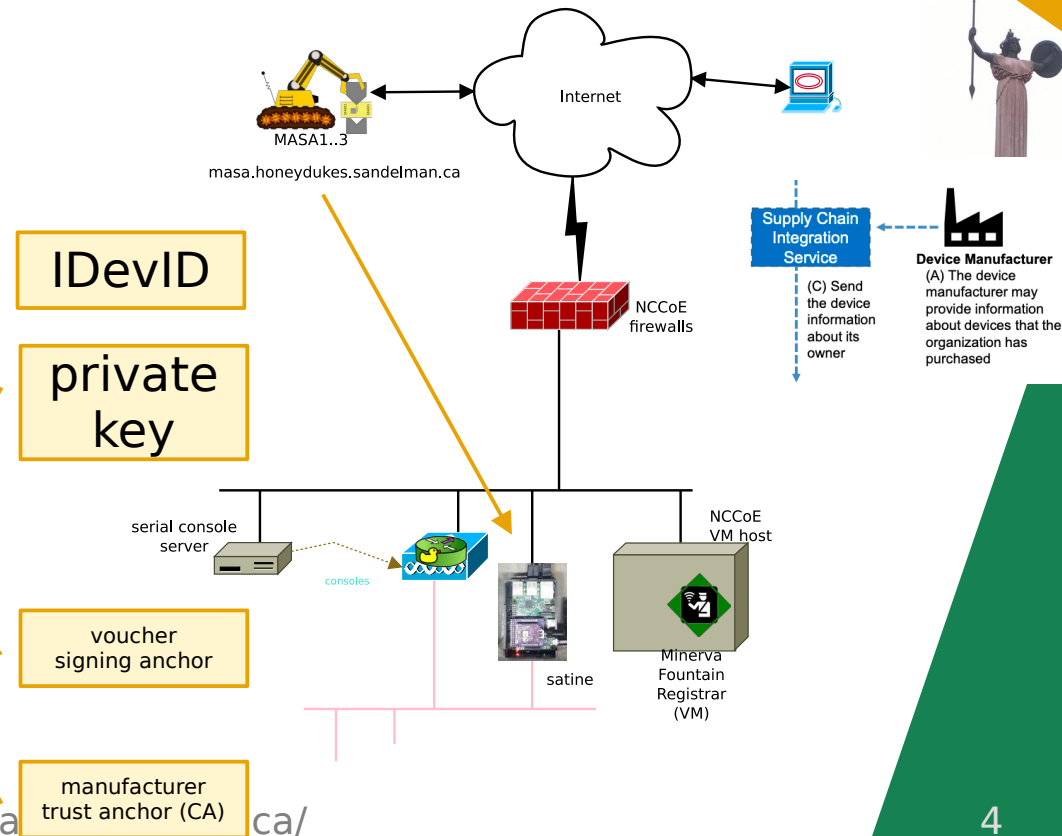 Internet
MASA1..3
masa.honeydukes.sandelman.ca
IDevID
private
key
NCCoE
firewalls
Supply Chain
Integration
Service
Device Manufacturer
(A) The device
manufacturer may
provide information
about devices that the
organization has
purchased
(C) Send
the device
information
about its
owner
serial console
server
consoles
NCCoE
VM host
satine
Minerva
Fountain
Registrar
(VM)
voucher
signing anchor
manufacturer
trust anchor (CA)
ca/
4